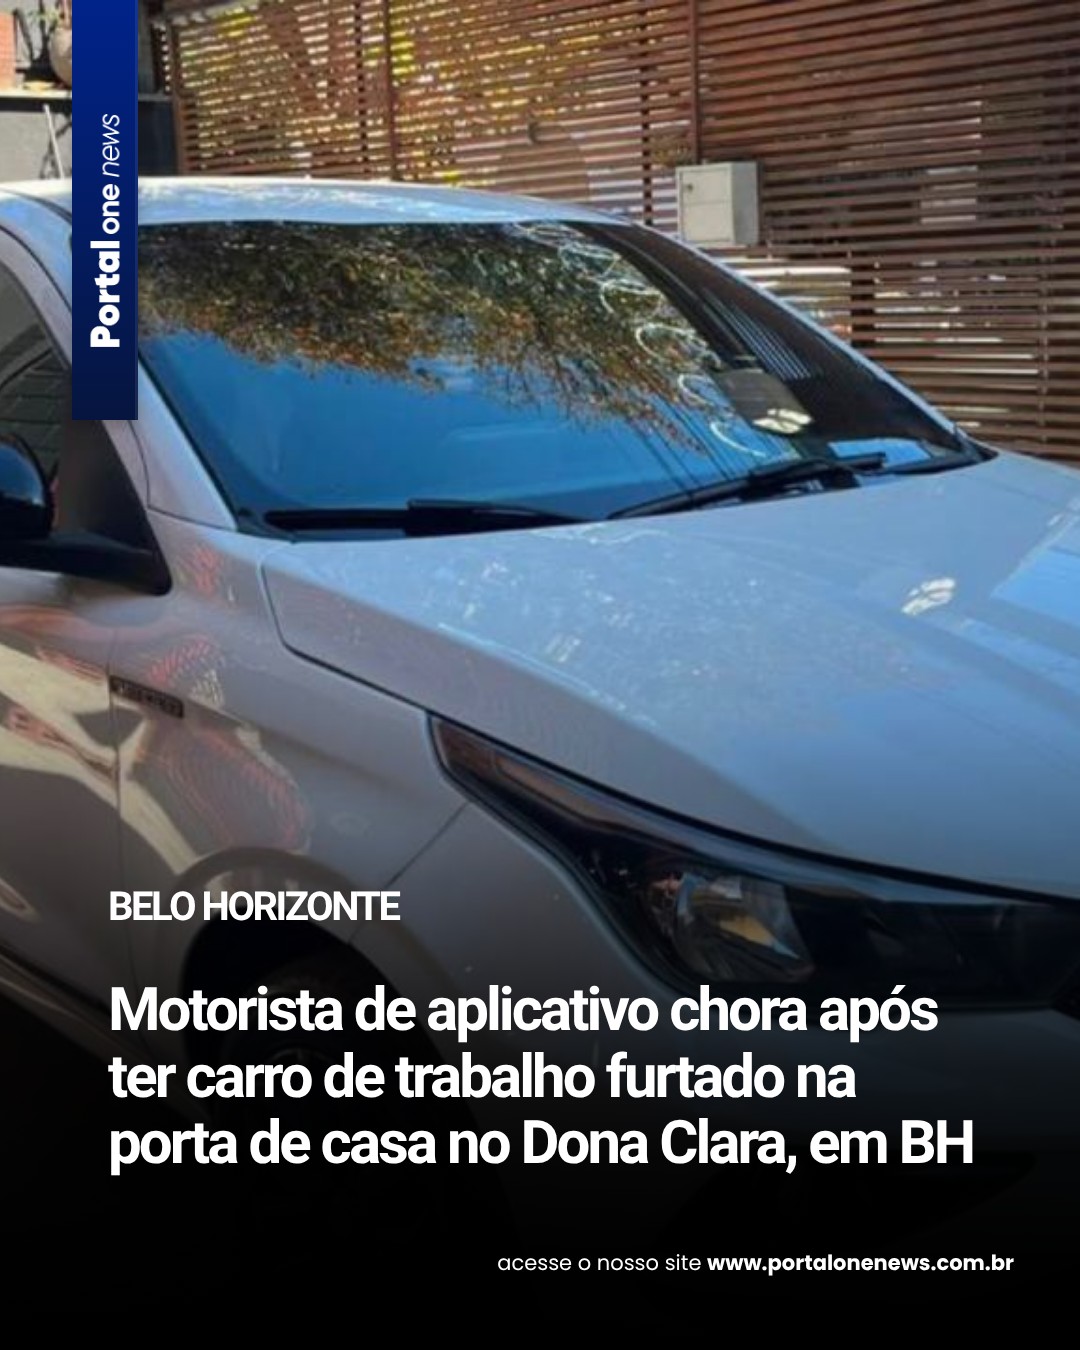 Portal one news
BELO HORIZONTE
Motorista de aplicativo chora após
ter carro de trabalho furtado na
porta de casa no Dona Clara, em BH
acesse o nosso site www.portalonenews.com.br